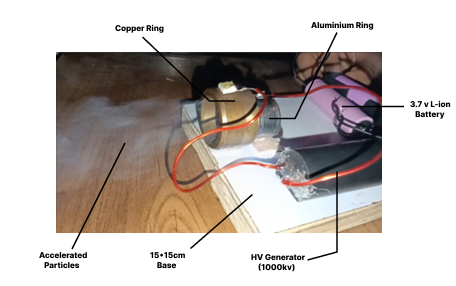 Copper Ring
Aluminium Ring
3.7 v L-ion
Battery
Accelerated
Particles
15*15cm
Base
HV Generator
(1000kv)